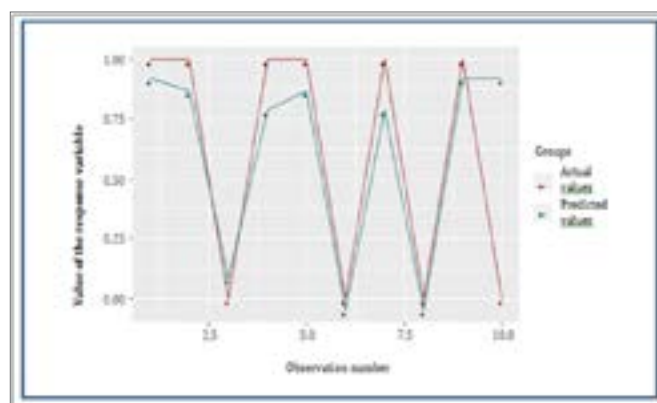 Value of the response variable
1.00
0.75
0.50
0.25
0.00
2.5
5.0
7.5
10.0
Observation number
Groups
Actual
values
Predicted
values